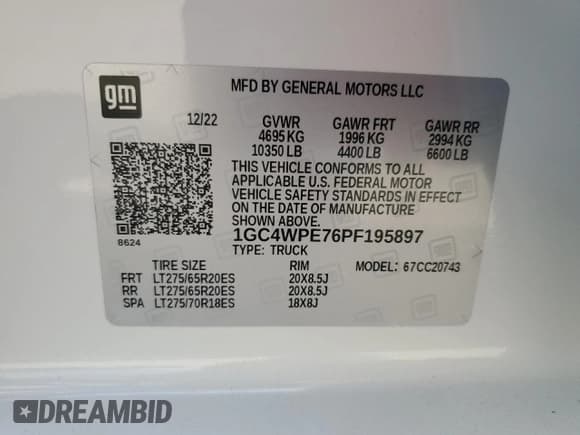 gm
MFD BY GENERAL MOTORS LLC
12/22 GVWR GAWR FRT GAWR RR
4695 KG 1996 KG 2994 KG
10350 LB 4400 LB 6600 LB
THIS VEHICLE CONFORMS TO ALL
APPLICABLE U.S. FEDERAL MOTOR
VEHICLE SAFETY STANDARDS IN EFFECT
ON THE DATE OF MANUFACTURE
SHOWN ABOVE.
8624
1GC4WPE76PF195897
TYPE: TRUCK
TIRE SIZE RIM MODEL: 67CC20743
FRT LT275/65R20ES 20X8.5J
RR LT275/65R20ES 20X8.5J
SPA LT275/70R18ES 18X8J
DREAMBID